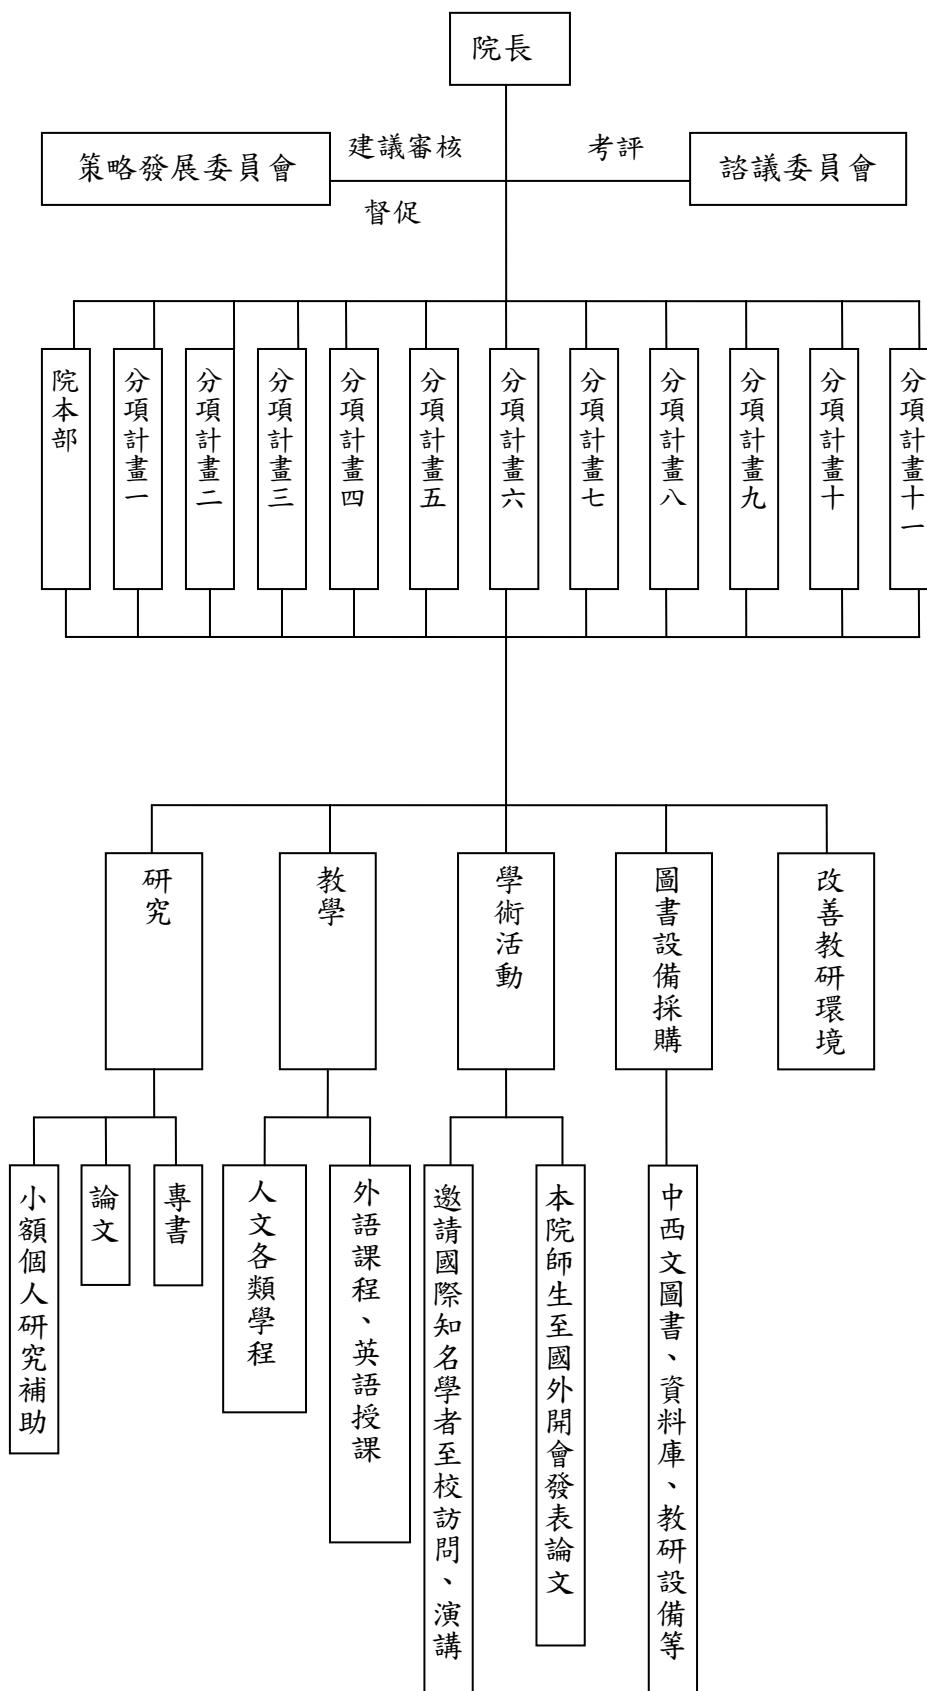 院長
建議審核
考評
策略發展委員會
諮議委員會
督促
院本部
分項計畫一
分項計畫二
分項計畫三
分項計畫四
分項計畫五
分項計畫六
分項計畫七
分項計畫八
分項計畫九
分項計畫十
分項計畫十一
研究
教學
學術活動
圖書設備採購
改善教研環境
小額個人研究補助
論文
專書
人文各類學程
外語課程、英語授課
邀請國際知名學者至校訪問、演講
本院師生至國外開會發表論文
中西文圖書、資料庫、教研設備等